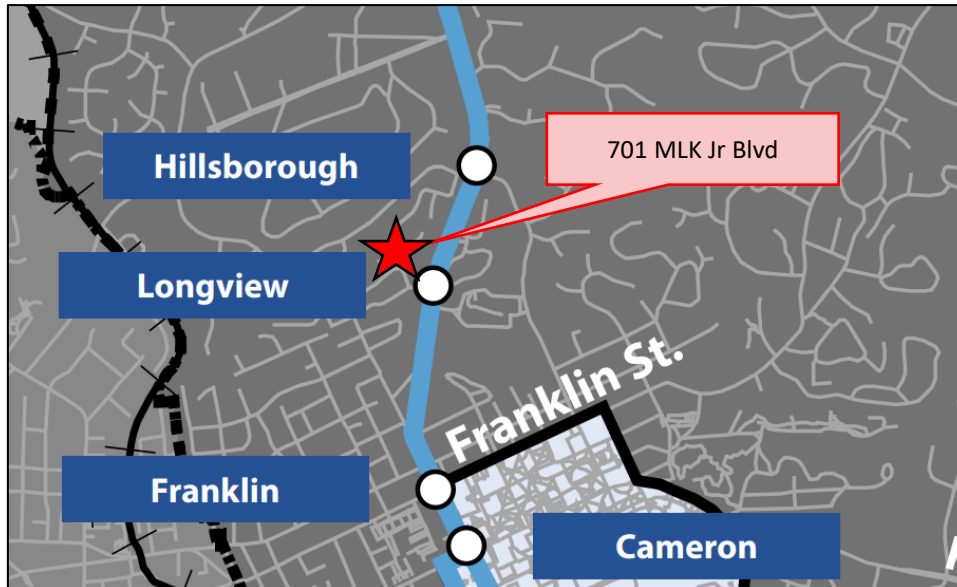 701 MLK Jr Blvd
Hillsborough
Longview
Franklin St.
Franklin
Cameron